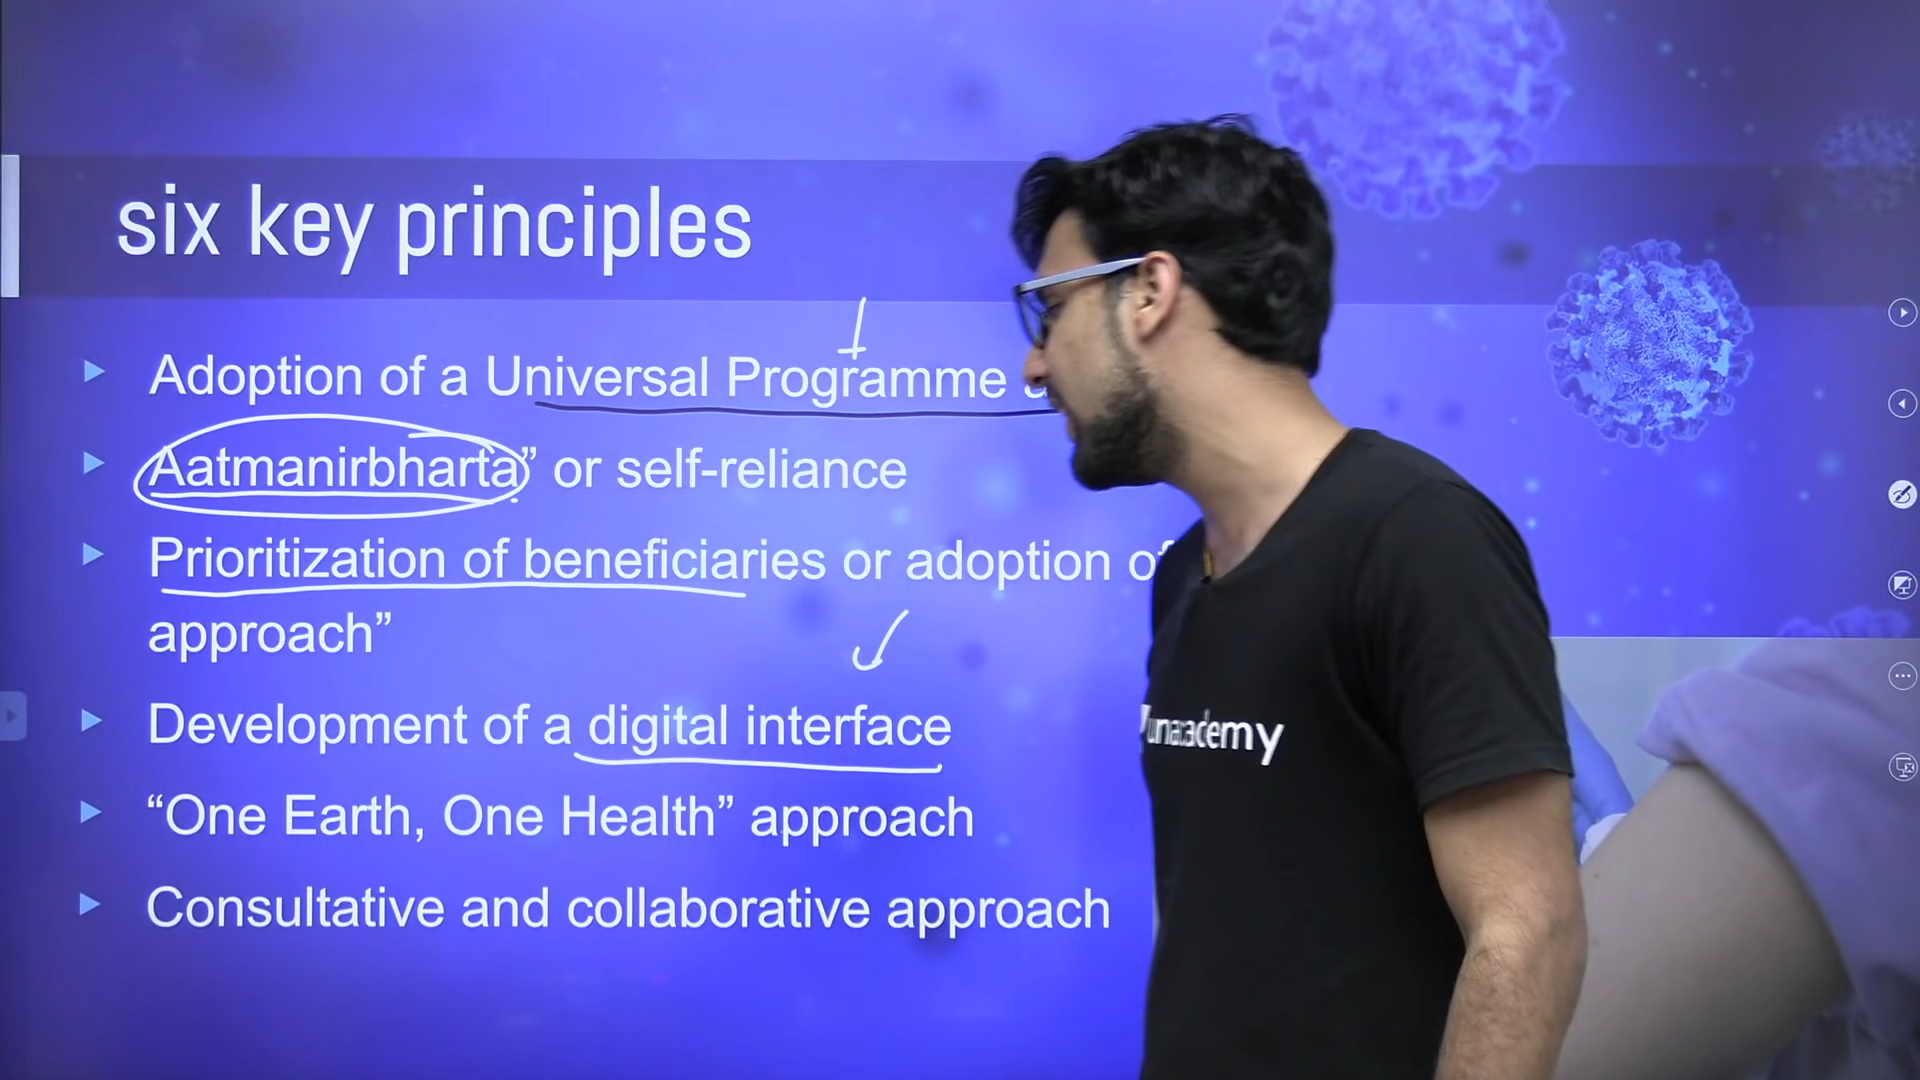 six key principles
Adoption of a Universal Programme
Aatmanirbharta” or self-reliance
Prioritization of beneficiaries or adoption of
approach”
Development of a digital interface
“One Earth, One Health” approach
Consultative and collaborative approach
unacademy